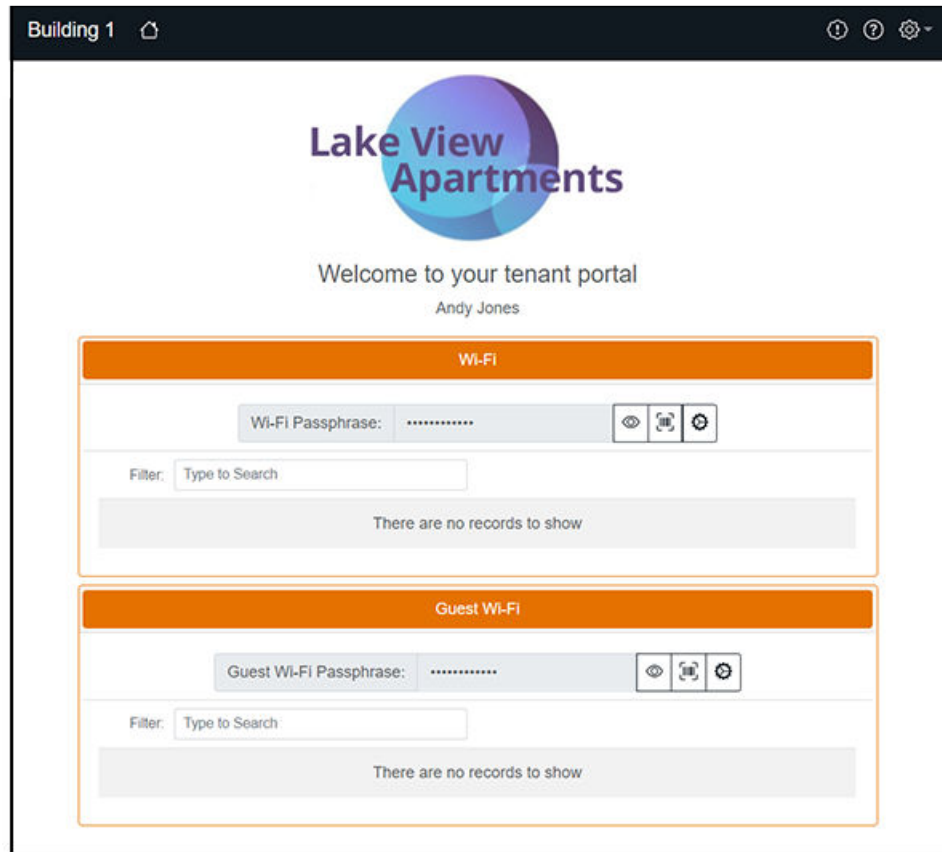 Building 1
Lake View
Apartments
Welcome to your tenant portal
Andy Jones
Wi-Fi
Wi-Fi Passphrase: ••••••••••••
Filter: Type to Search
There are no records to show
Guest Wi-Fi
Guest Wi-Fi Passphrase: ••••••••••••
Filter: Type to Search
There are no records to show